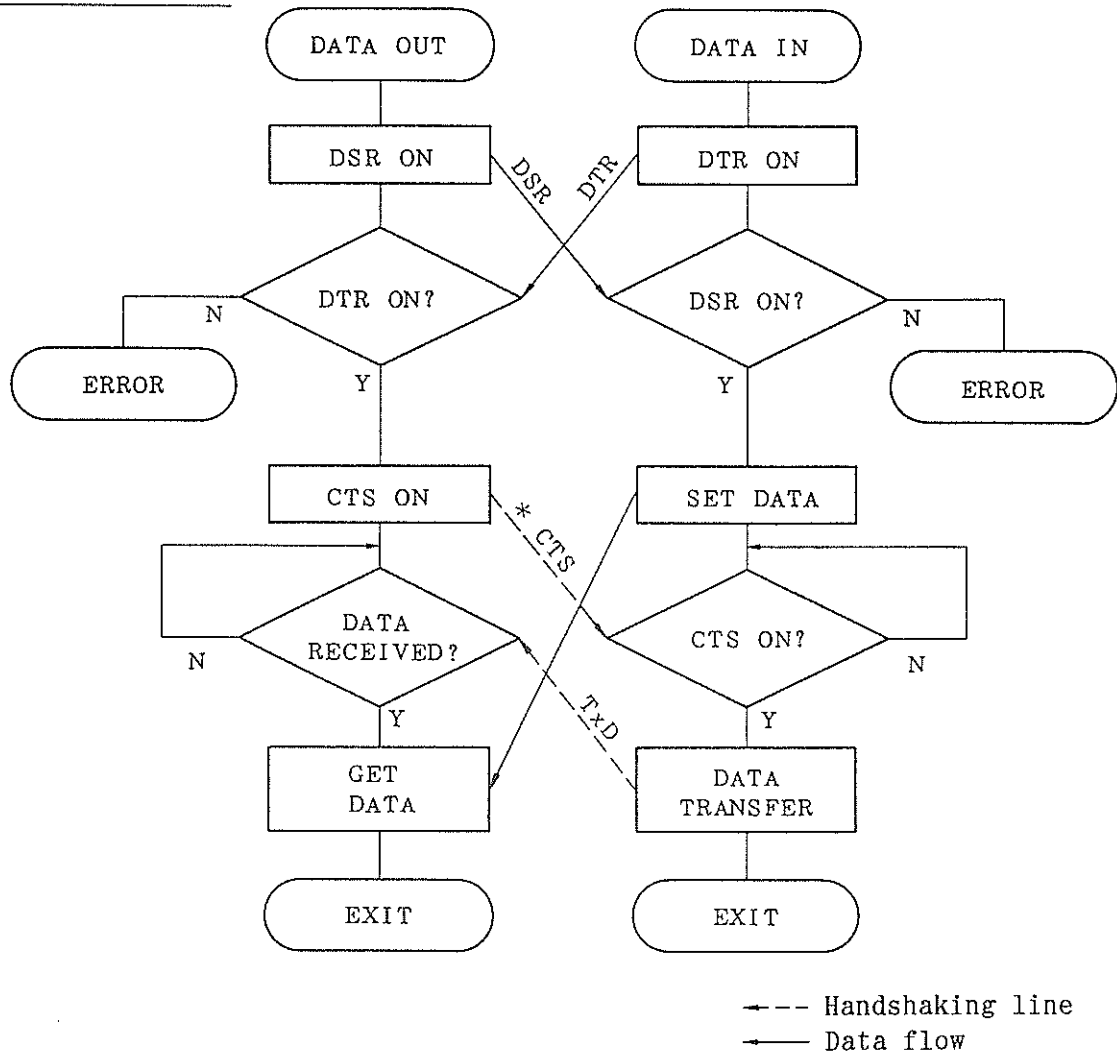 DATA OUT
DATA IN
DSR ON
DTR ON
DSR
DTR
DTR ON?
DSR ON?
N
N
ERROR
Y
Y
ERROR
CTS ON
SET DATA
* CTS
DATA
RECEIVED?
CTS ON?
N
N
TxD
Y
Y
GET
DATA
DATA
TRANSFER
EXIT
EXIT
Handshaking line
Data flow